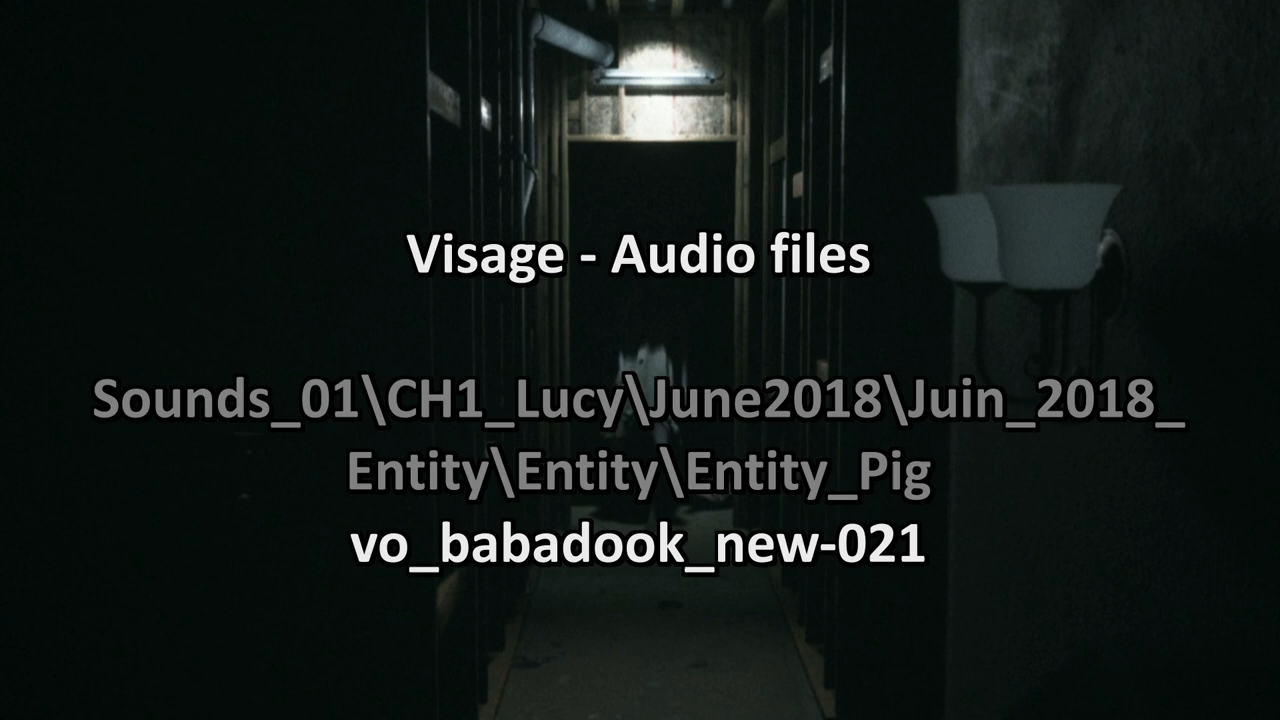 Visage - Audio files
Sounds_01\CH1_Lucy\June2018\Juin_2018_
Entity\Entity\Entity_Pig
vo_babadook_new-021